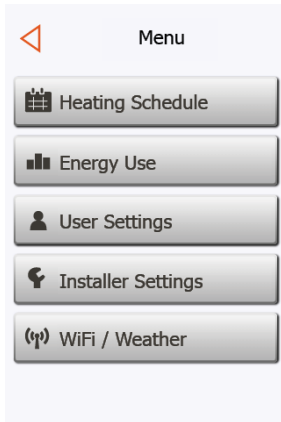 Menu
Heating Schedule
Energy Use
User Settings
Installer Settings
WiFi / Weather